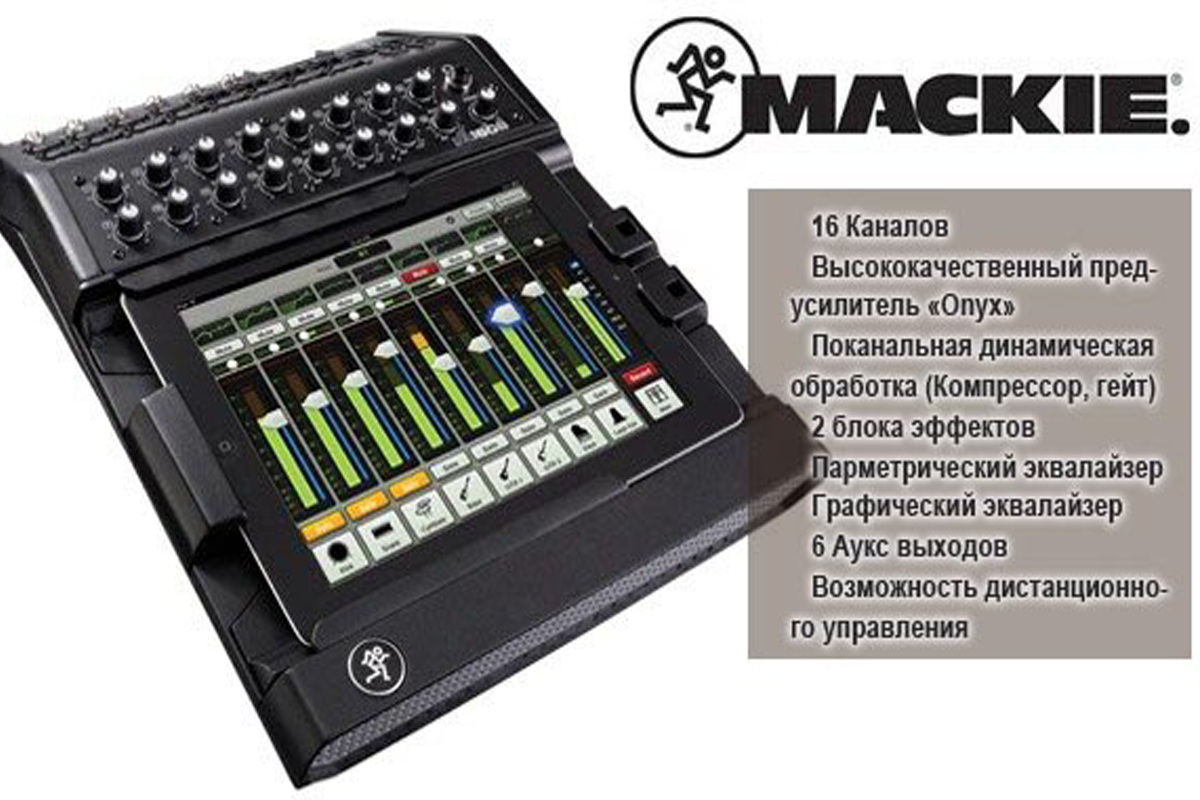 MACKIE.®
16 Каналов
Высококачественный пред-
усилитель «Onyx»
Поканальная динамическая
обработка (Компрессор, гейт)
2 блока эффектов
Парметрический эквалайзер
Графический эквалайзер
6 Аукс выходов
Возможность дистанционно-
го управления